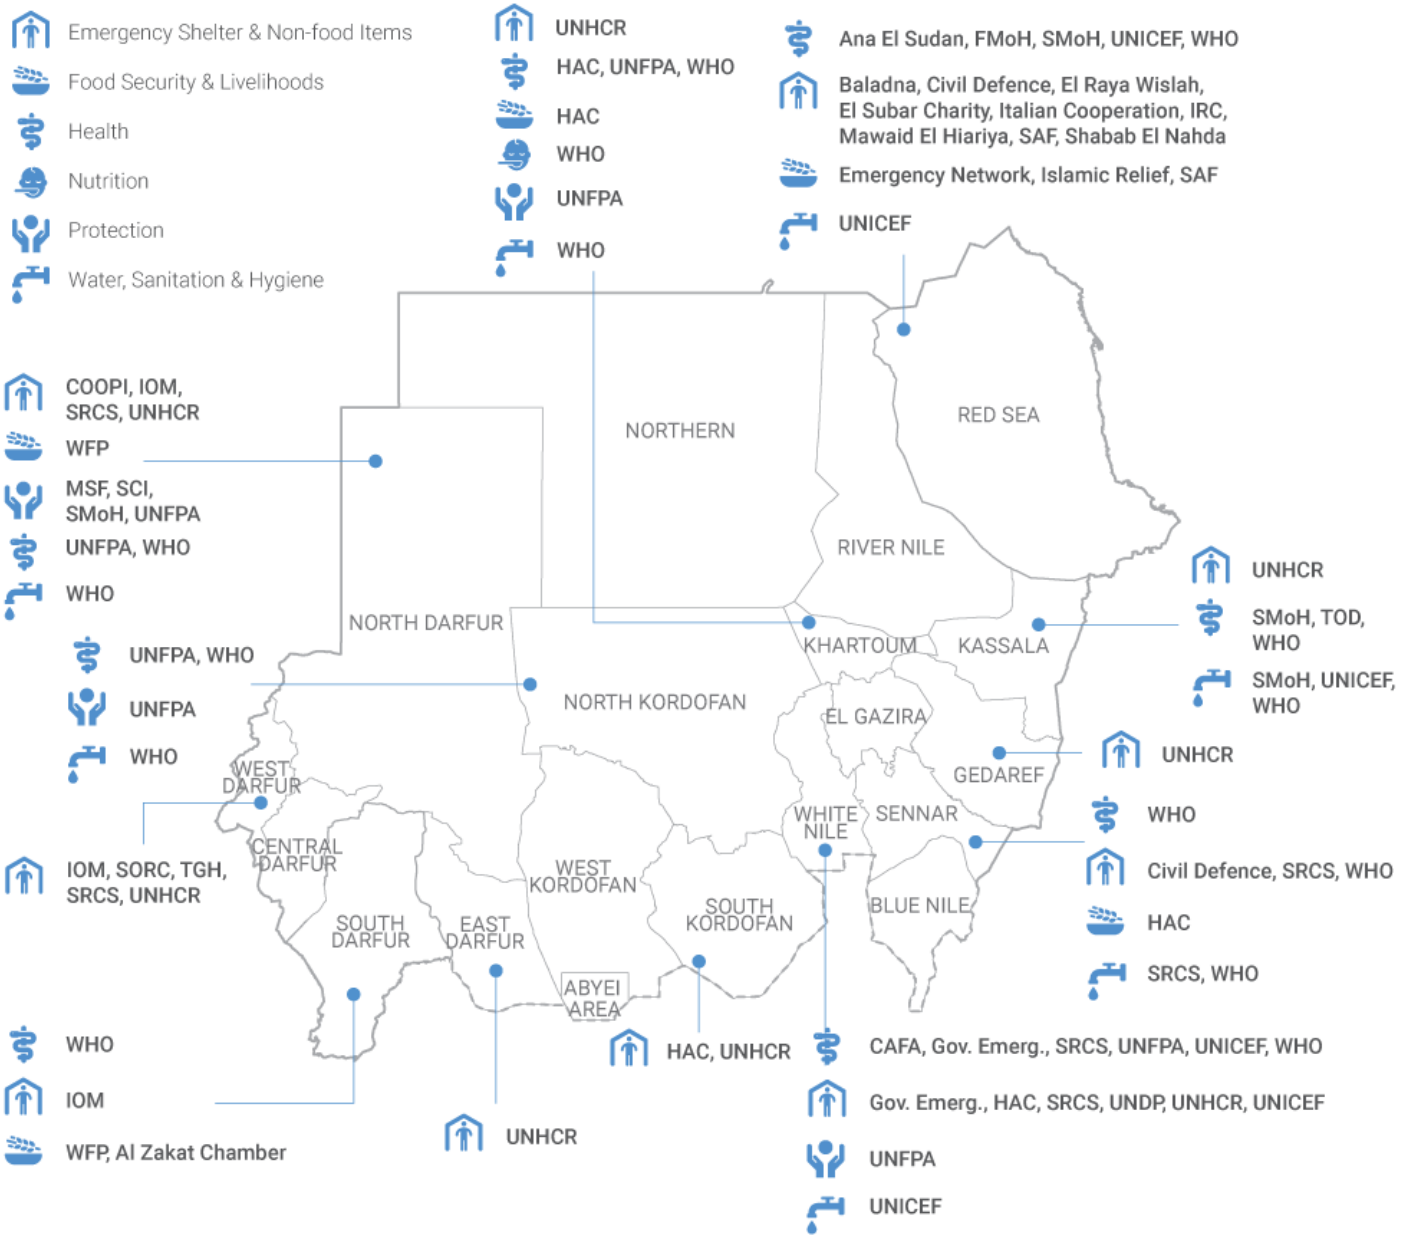 Emergency Shelter & Non-food Items
Food Security & Livelihoods
Health
Nutrition
Protection
Water, Sanitation & Hygiene
UNHCR
HAC, UNFPA, WHO
HAC
WHO
UNFPA
WHO
Ana El Sudan, FMoH, SMoH, UNICEF, WHO
Baladna, Civil Defence, El Raya Wislah,
El Subar Charity, Italian Cooperation, IRC,
Mawaid El Hiariya, SAF, Shabab El Nahda
Emergency Network, Islamic Relief, SAF
UNICEF
COOPI, IOM,
SRCS, UNHCR
WFP
MSF, SCI,
SMoH, UNFPA
UNFPA, WHO
WHO
UNFPA, WHO
UNFPA
WHO
IOM, SORC, TGH,
SRCS, UNHCR
WHO
IOM
WFP, Al Zakat Chamber
NORTHERN
RED SEA
RIVER NILE
NORTH DARFUR
KHARTOUM
KASSALA
NORTH KORDOFAN
EL GAZIRA
GEDAREF
WEST
DARFUR
CENTRAL
DARFUR
WHITE
NILE
SENNAR
WEST
KORDOFAN
SOUTH
KORDOFAN
BLUE NILE
SOUTH
DARFUR
EAST
DARFUR
ABYEI
AREA
UNHCR
SMoH, TOD,
WHO
SMoH, UNICEF,
WHO
UNHCR
WHO
Civil Defence, SRCS, WHO
HAC
SRCS, WHO
HAC, UNHCR
UNHCR
CAFA, Gov. Emerg., SRCS, UNFPA, UNICEF, WHO
Gov. Emerg., HAC, SRCS, UNDP, UNHCR, UNICEF
UNFPA
UNICEF